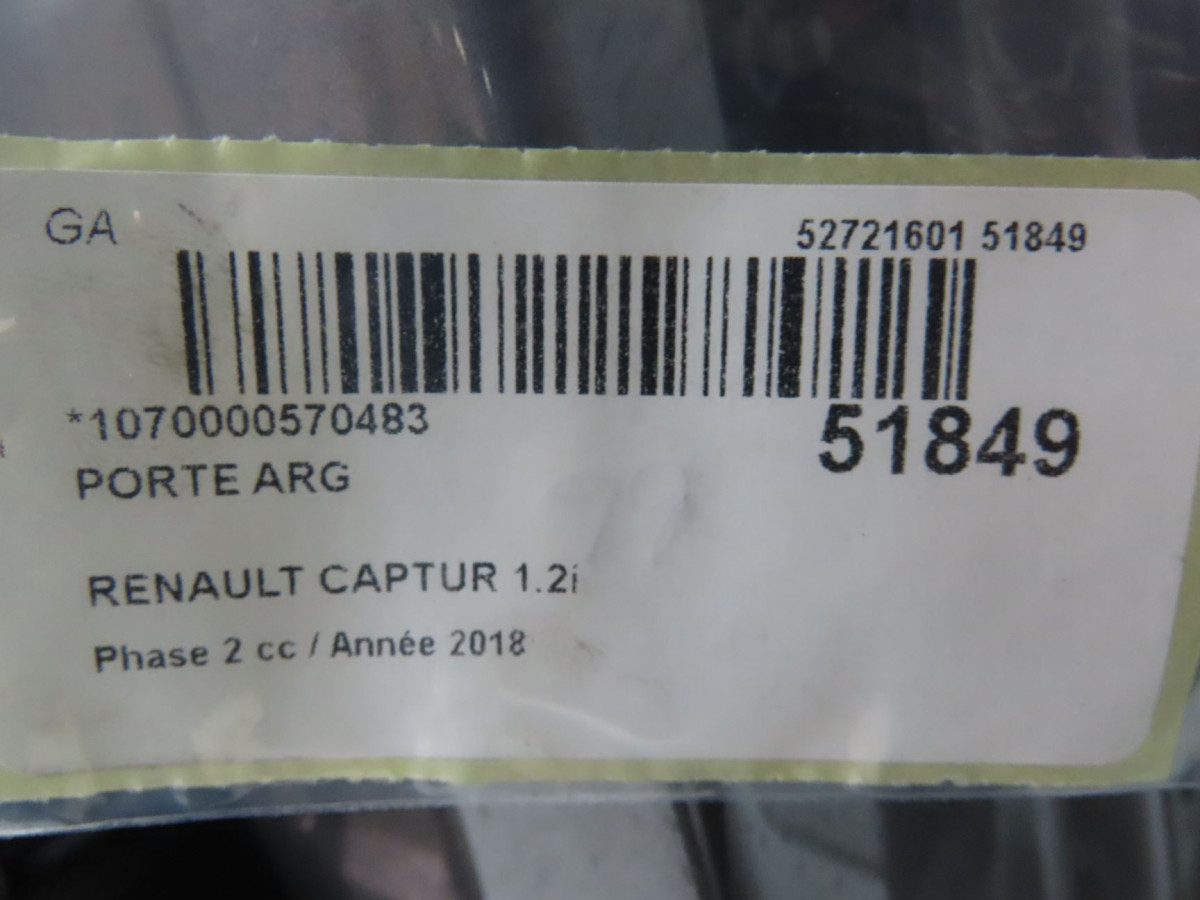 GA
52721601 51849
*1070000570483
51849
PORTE ARG
RENAULT CAPTUR 1.2i
Phase 2 cc / Année 2018